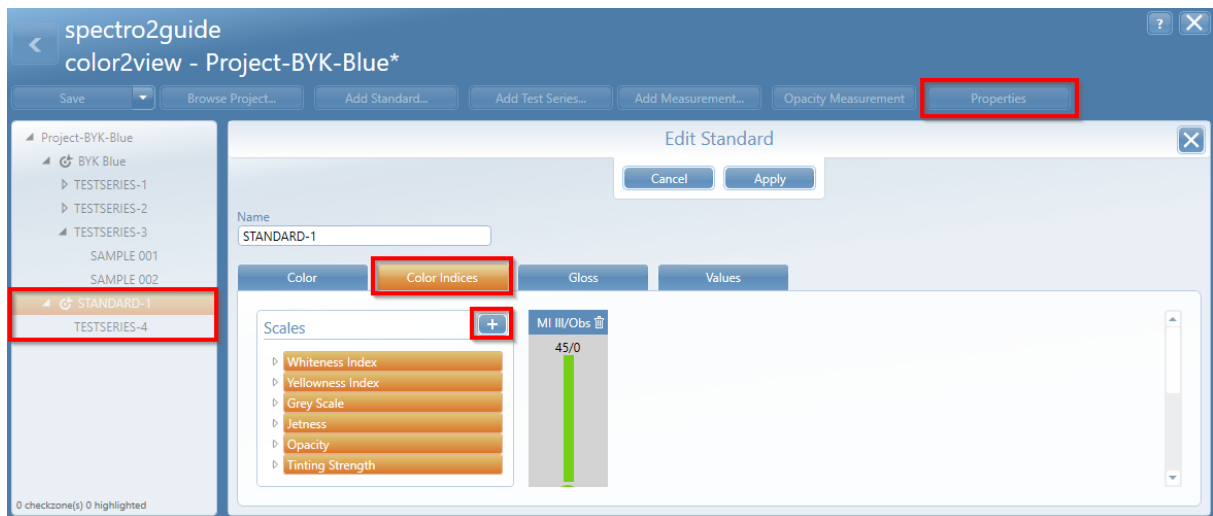 spectro2guide
color2view - Project-BYK-Blue*
?
Save
Browse Project...
Add Standard...
Add Test Series...
Add Measurement...
Opacity Measurement
Properties
Project-BYK-Blue
BYK Blue
TESTSERIES-1
TESTSERIES-2
TESTSERIES-3
SAMPLE 001
SAMPLE 002
STANDARD-1
TESTSERIES-4
0 checkzone(s) 0 highlighted
Edit Standard
Cancel
Apply
Name
STANDARD-1
Color
Color Indices
Gloss
Values
Scales
+
Whiteness Index
Yellowness Index
Grey Scale
Jetness
Opacity
Tinting Strength
MI Ill/Obs
45/0